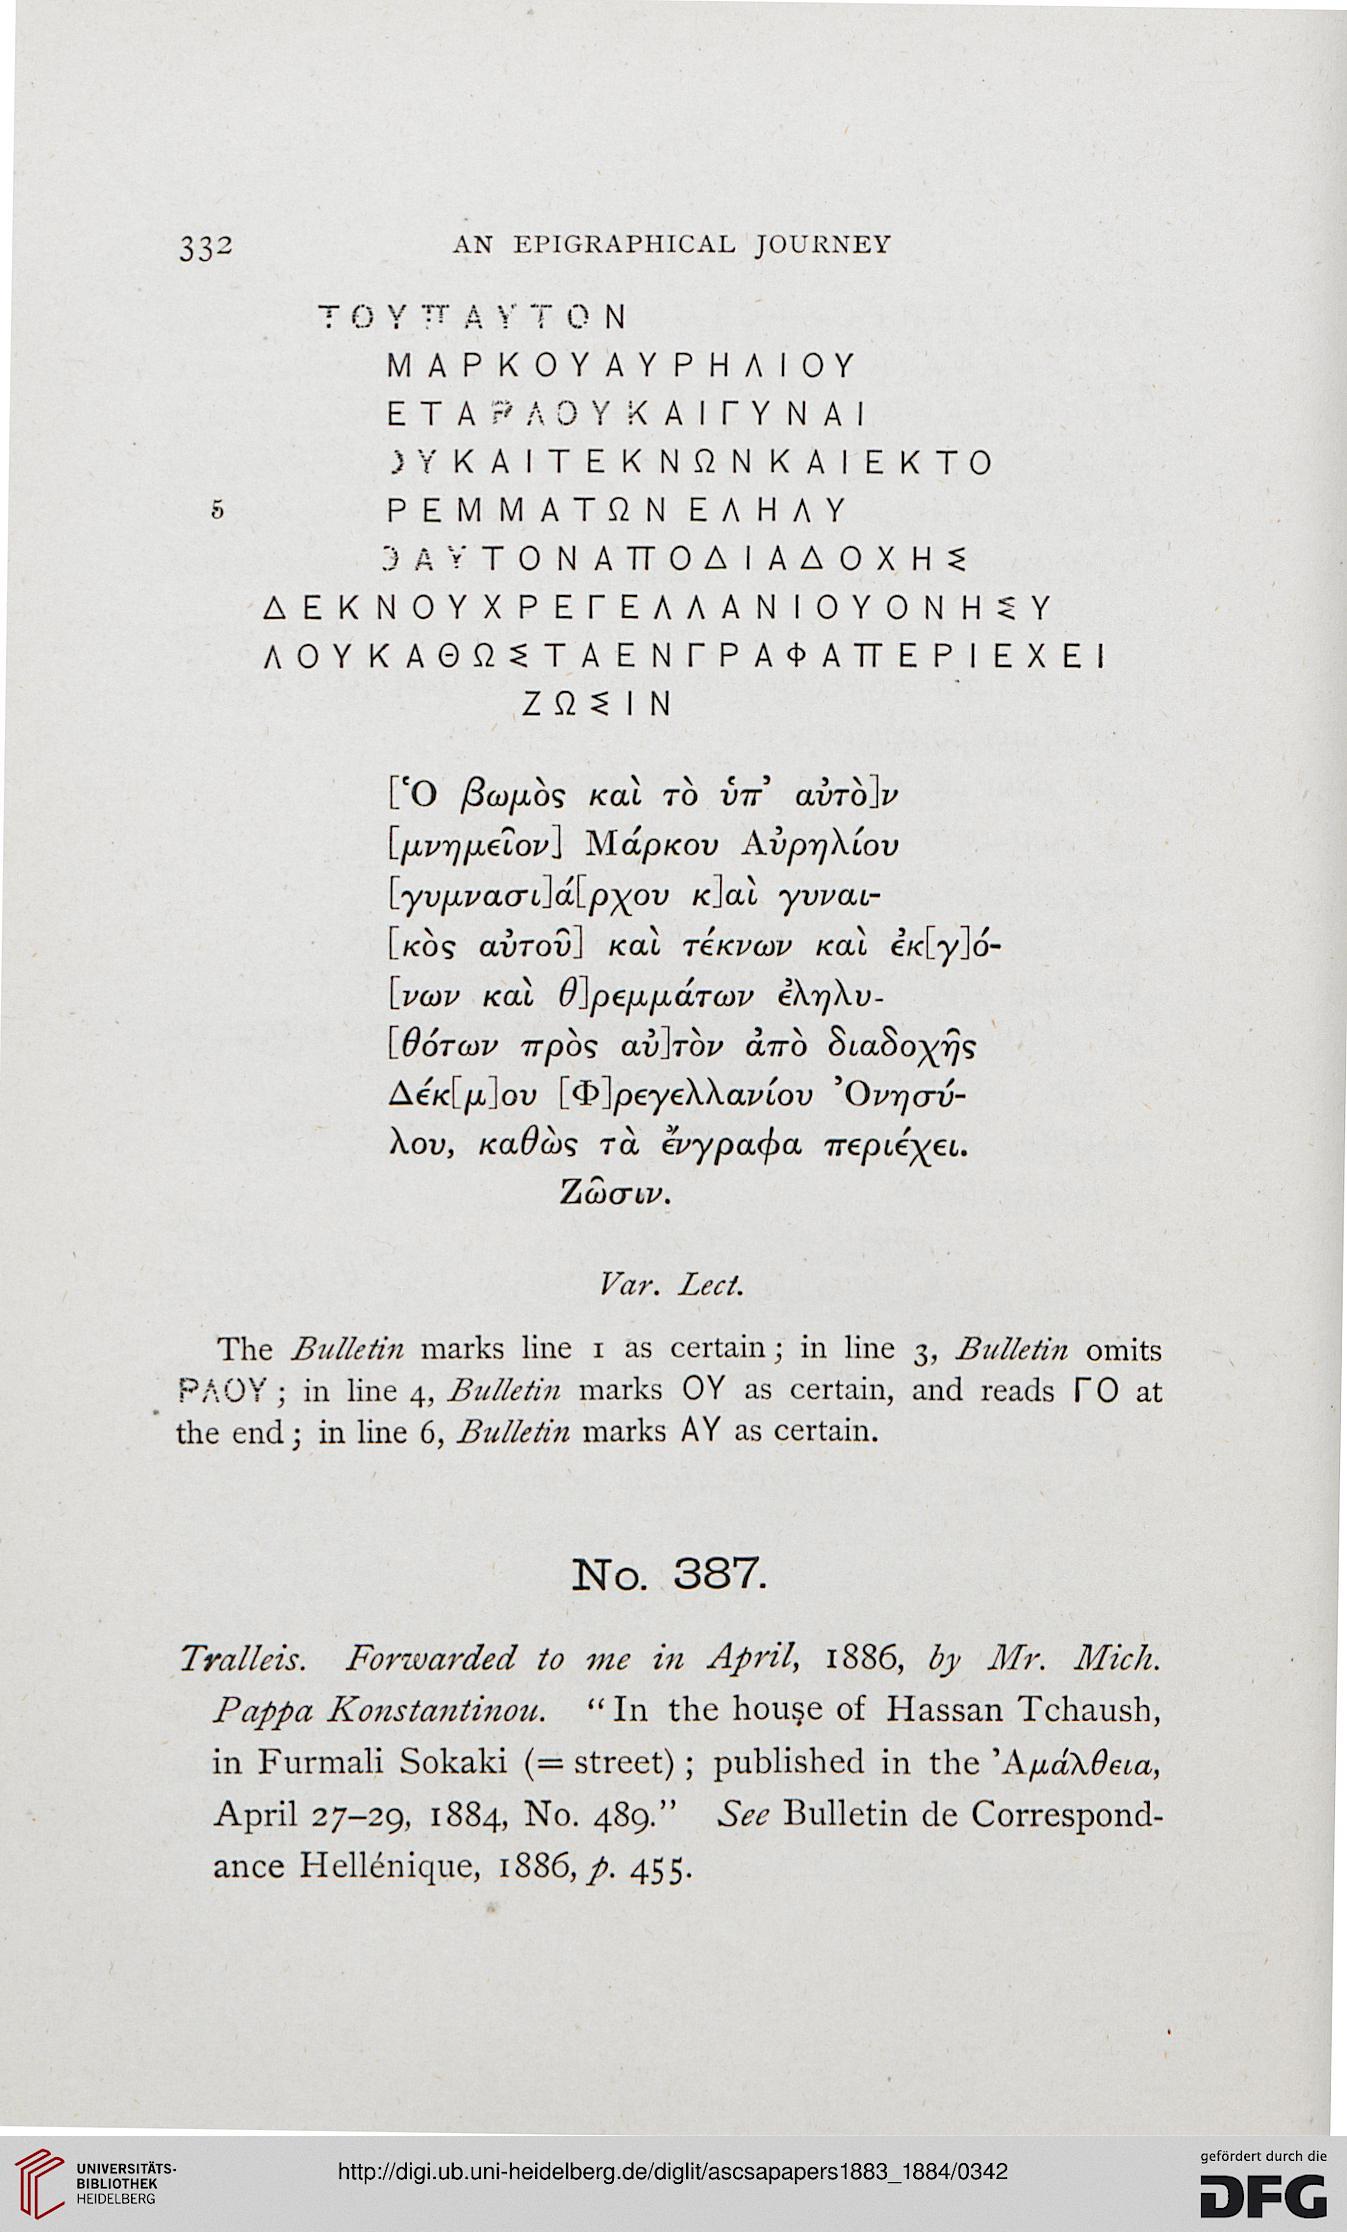 332 AN EPIGRAPHICAL JOURNEY
ΤΟΥΠΑΥΤΟΝ
ΜΑΡΚΟΥΑΥΡΗΛΙΟΥ
ΕΤΑΡΛΟΥΚΑΙΓΥΝΑΙ
ΟΥΚΑΙΤΕΚΝΩΝΚΑΙΕΚΤΟ
5 ΡΕΜΜΑΤΩΝΕΛΗΛΥ
ΟΑΥΤΟΝΑΠΟΔΙΑΔΟΧΗΣ
ΔΕΚΝΟΥΧΡΕΓΕΛΛΑΝΙΟΥΟΝΗΣΥ
ΛΟΥΚΑΘΩΣΤΑΕΝΓΡΑΦΑΠΕΡΙΕΧΕΙ
ΖΩΣΙΝ
[Ὁ βωμὸς καὶ τὸ ὑπ' αὐτὸ]ν
[μνημεῖον] Μάρκου Αὐρηλίου
[γυμνασι]ά[ρχου κ]αὶ γυναι-
[κὸς αὐτοῦ] καὶ τέκνων καὶ ἐκ[γ]ό-
[νων καὶ θ]ρεμμάτων ἐληλυ-
[θότων πρὸς αὐ]τὸν ἀπὸ διαδοχῆς
Δέκ[μ]ου [Φ]ρεγελλανίου Ὀνησύ-
λου, καθὼς τὰ ἔνγραφα περιέχει.
Ζῶσιν.
Var. Lect.
The Bulletin marks line 1 as certain; in line 3, Bulletin omits
ΡΛΟΥ; in line 4, Bulletin marks ΟΥ as certain, and reads ΓΟ at
the end; in line 6, Bulletin marks ΑΥ as certain.
No. 387.
Tralleis. Forwarded to me in April, 1886, by Mr. Mich.
Pappa Konstantinou. "In the house of Hassan Tchaush,
in Furmali Sokaki (= street); published in the Ἀμάλθεια,
April 27–29, 1884, No. 489." See Bulletin de Correspond-
ance Hellénique, 1886, p. 455.
UNIVERSITÄTS-
BIBLIOTHEK
HEIDELBERG
http://digi.ub.uni-heidelberg.de/diglit/ascsapapers1883_1884/0342
gefördert durch die
DFG